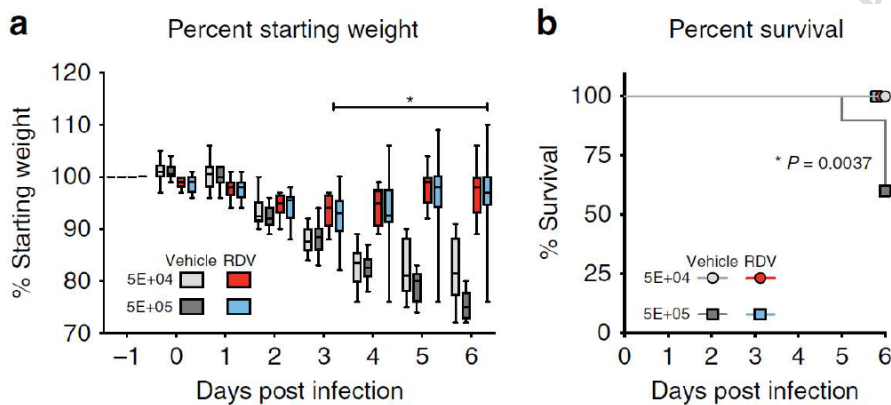 a
Percent starting weight
% Starting weight
120
110
100
90
80
70
*
Vehicle RDV
5E+04
5E+05
−1 0 1 2 3 4 5 6
Days post infection
b
Percent survival
% Survival
100
75
50
25
0
* P = 0.0037
Vehicle RDV
5E+04
5E+05
0 1 2 3 4 5 6
Days post infection